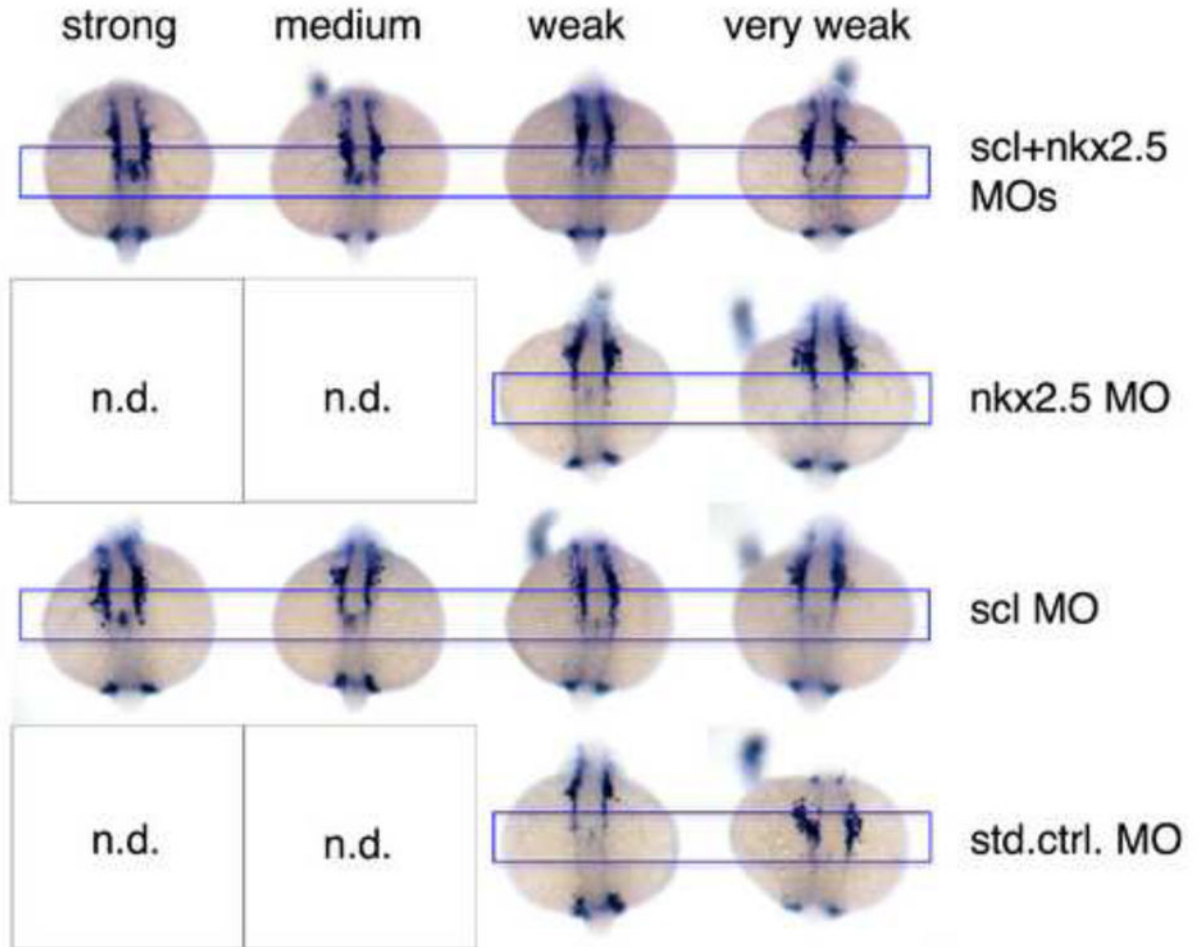 strong medium weak very weak
scl+nkx2.5
MOs
n.d. n.d. nkx2.5 MO
scl MO
n.d. n.d. std.ctrl. MO